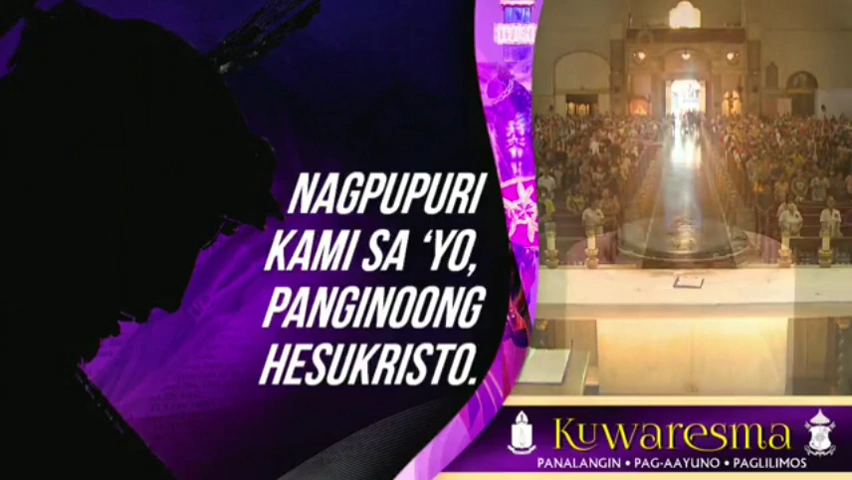 NAGPUPURI
KAMI SA ‘YO,
PANGINOONG
HESUKRISTO.
Kuwaresma
PANALANGIN • PAG-AAYUNO • PAGLILIMOS